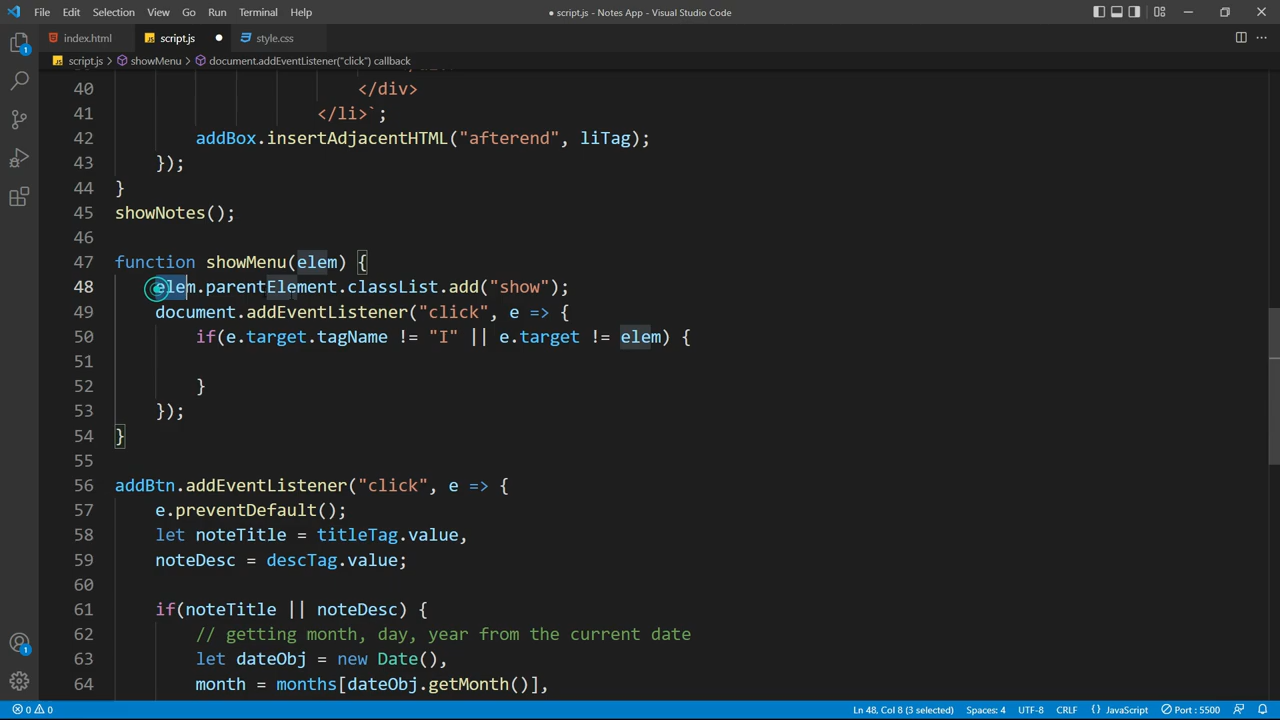 File Edit Selection View Go Run Terminal Help
● script.js - Notes App - Visual Studio Code
index.html
script.js ●
style.css
script.js > showMenu > document.addEventListener("click") callback
40 </div>
41 </li>`;
42 addBox.insertAdjacentHTML("afterend", liTag);
43 });
44 }
45 showNotes();
46
47 function showMenu(elem) {
48 elem.parentElement.classList.add("show");
49 document.addEventListener("click", e => {
50 if(e.target.tagName != "I" || e.target != elem) {
51
52 }
53 });
54 }
55
56 addBtn.addEventListener("click", e => {
57 e.preventDefault();
58 let noteTitle = titleTag.value,
59 noteDesc = descTag.value;
60
61 if(noteTitle || noteDesc) {
62 // getting month, day, year from the current date
63 let dateObj = new Date(),
64 month = months[dateObj.getMonth()],
0 0 Ln 48, Col 8 (3 selected) Spaces: 4 UTF-8 CRLF {} JavaScript Port : 5500